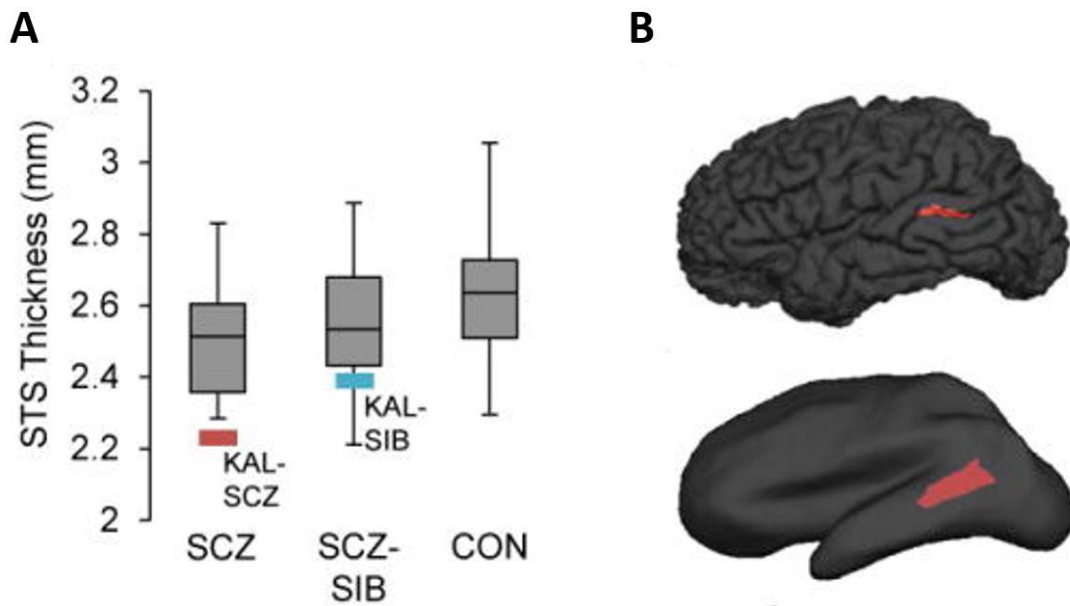 A
B
STS Thickness (mm)
3.2
3
2.8
2.6
2.4
2.2
2
KAL-
SCZ
KAL-
SIB
SCZ
SCZ-
SIB
CON